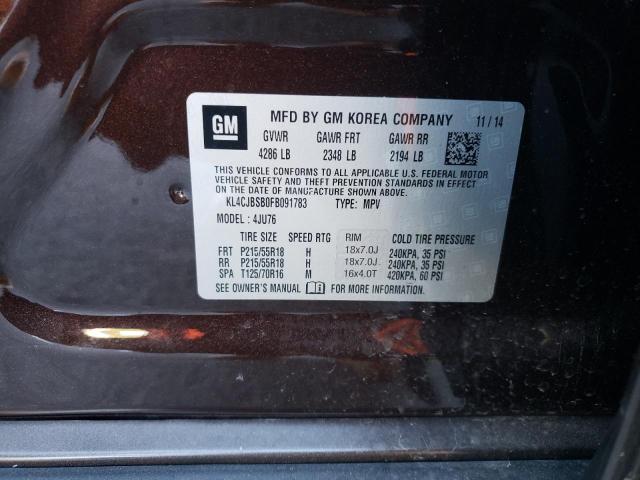 GM
MFD BY GM KOREA COMPANY 11/14
GVWR GAWR FRT GAWR RR
4286 LB 2348 LB 2194 LB
THIS VEHICLE CONFORMS TO ALL APPLICABLE U.S. FEDERAL MOTOR
VEHICLE SAFETY AND THEFT PREVENTION STANDARDS IN EFFECT ON
THE DATE OF MANUFACTURE SHOWN ABOVE.
KL4CJBSB0FB091783 TYPE: MPV
MODEL: 4JU76
TIRE SIZE SPEED RTG RIM COLD TIRE PRESSURE
FRT P215/55R18 H 18x7.0J 240KPA, 35 PSI
RR P215/55R18 H 18x7.0J 240KPA, 35 PSI
SPA T125/70R16 M 16x4.0T 420KPA, 60 PSI
SEE OWNER'S MANUAL FOR MORE INFORMATION.